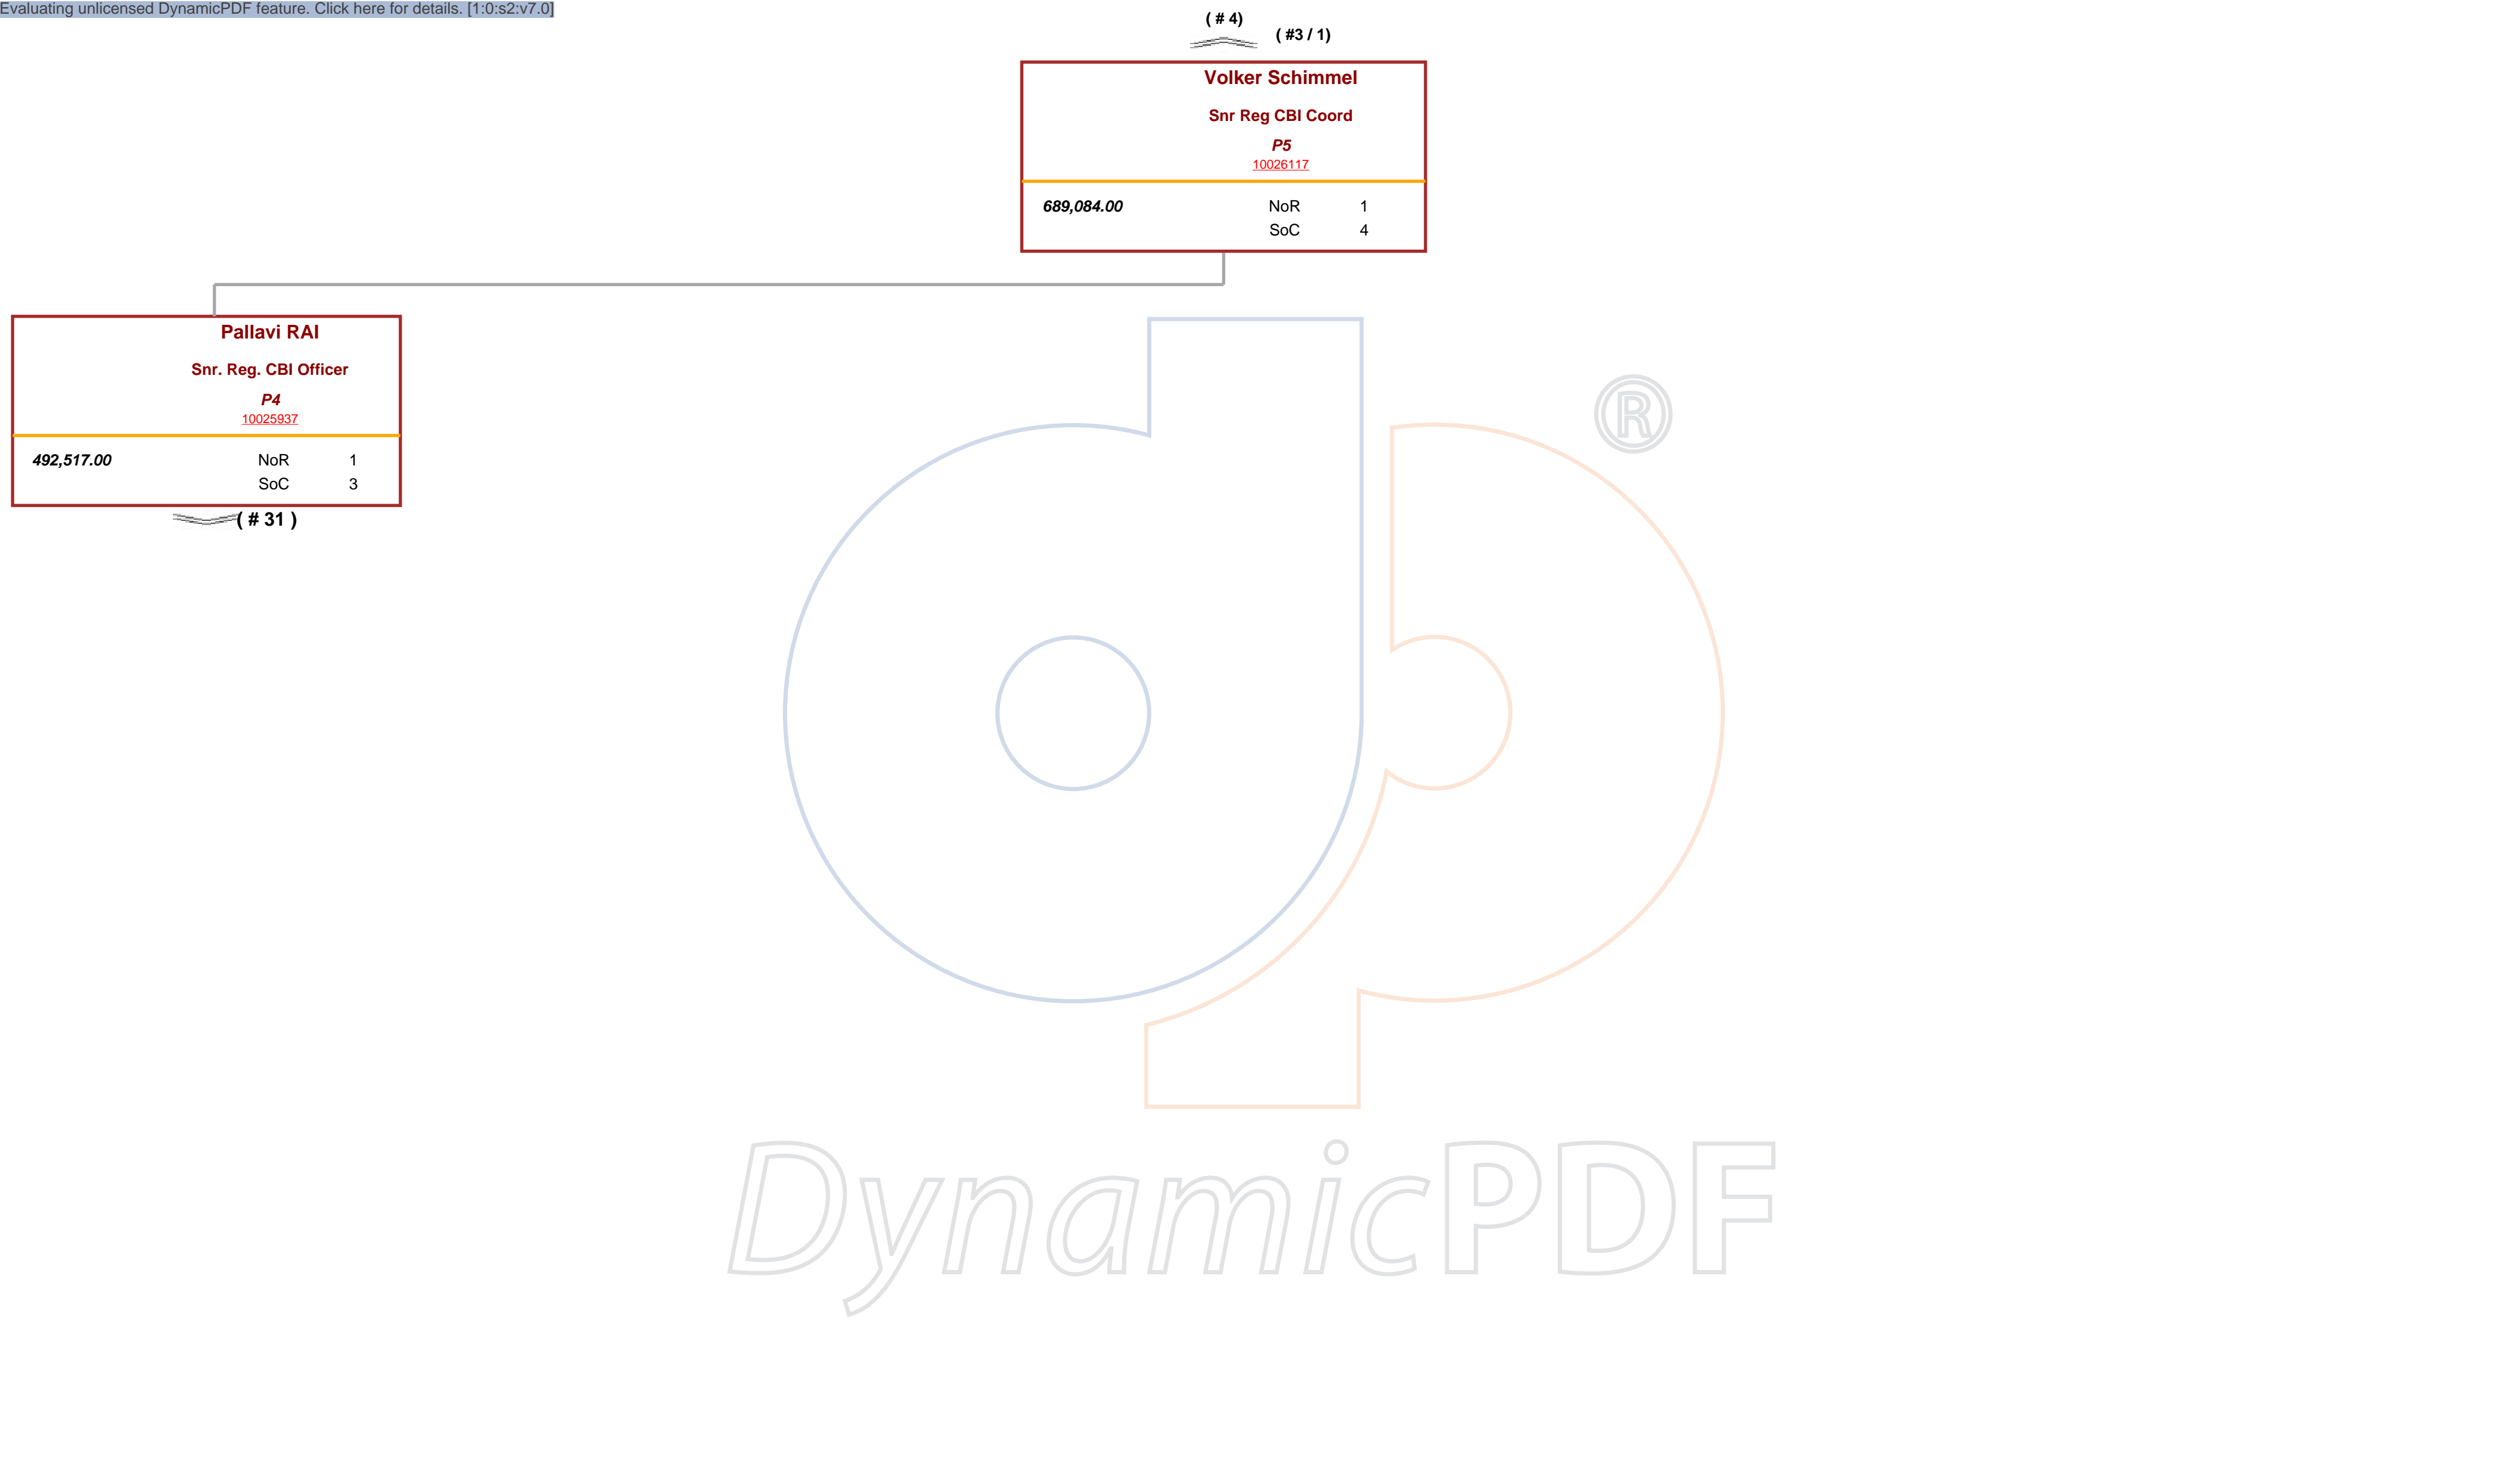 Evaluating unlicensed DynamicPDF feature. Click here for details. [1:0:s2:v7.0]
( # 4)
( #3 / 1)
Volker Schimmel
Snr Reg CBI Coord
P5
10026117
689,084.00 NoR 1
SoC 4
Pallavi RAI
Snr. Reg. CBI Officer
P4
10025937
492,517.00 NoR 1
SoC 3
( # 31 )
®
DynamicPDF